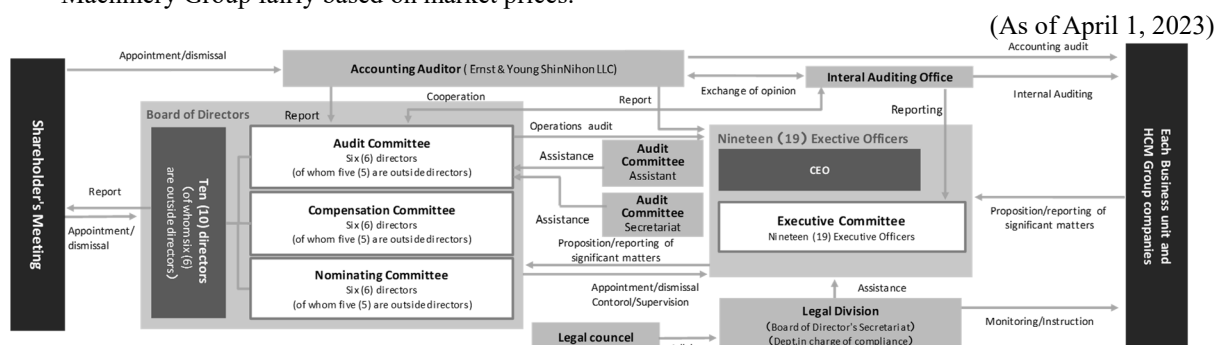 Machinery Group fairly based on market prices.
(As of April 1, 2023)
Appointment/dismissal
Accounting Auditor ( Ernst & Young ShinNihon LLC)
Accounting audit
Interal Auditing Office
Exchange of opinion
Internal Auditing
Cooperation
Report
Reporting
Shareholder's Meeting
Report
Appointment/
dismissal
Board of Directors
Report
Ten (10) directors
(of whom six (6)
are outside directors)
Audit Committee
Six (6) directors
(of whom five (5) are outside directors)
Compensation Committee
Six (6) directors
(of whom five (5) are outside directors)
Nominating Committee
Six (6) directors
(of whom five (5) are outside directors)
Operations audit
Assistance
Audit
Committee
Assistant
Assistance
Audit
Committee
Secretariat
Proposition/reporting of
significant matters
Appointment/dismissal
Contorol/Supervision
Nineteen (19) Exective Officers
CEO
Executive Committee
Nineteen (19) Executive Officers
Proposition/reporting of
significant matters
Each Business unit and
HCM Group companies
Assistance
Legal Division
(Board of Director's Secretariat)
(Dept.in charge of compliance)
Monitoring/Instruction
Legal councel